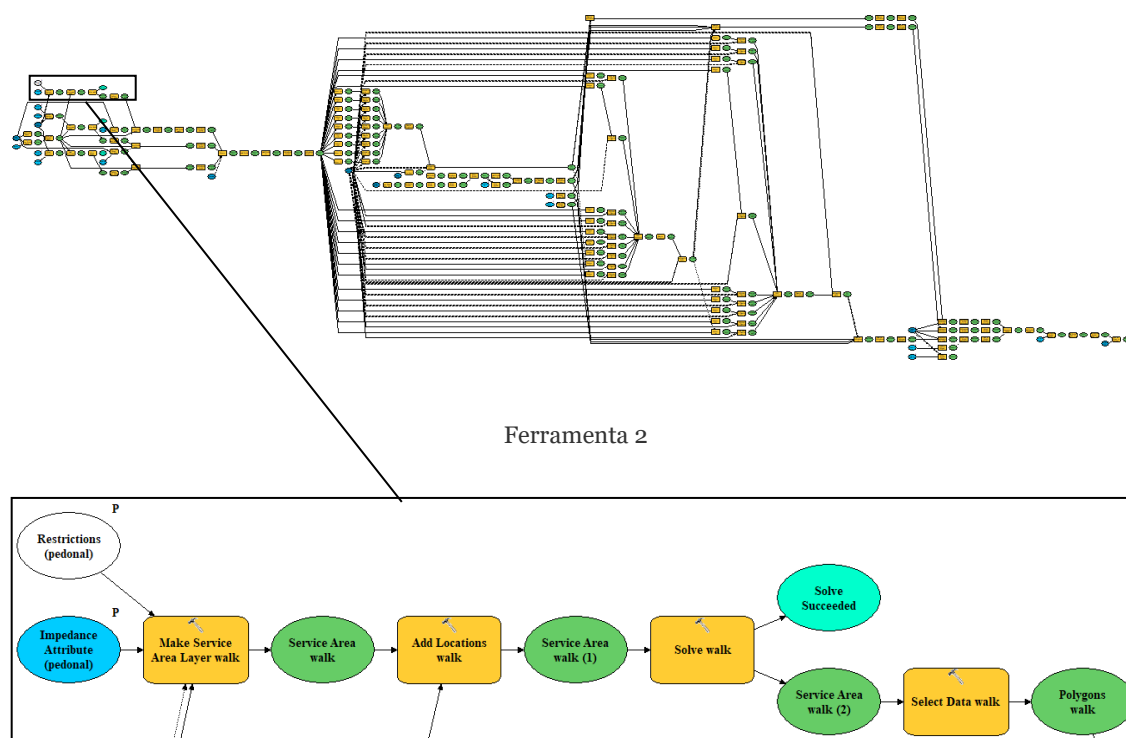 Ferramenta 2
P
Restrictions
(pedonal)
P
Impedance
Attribute
(pedonal)
Make Service
Area Layer walk
Service Area
walk
Add Locations
walk
Service Area
walk (1)
Solve walk
Solve
Succeeded
Service Area
walk (2)
Select Data walk
Polygons
walk